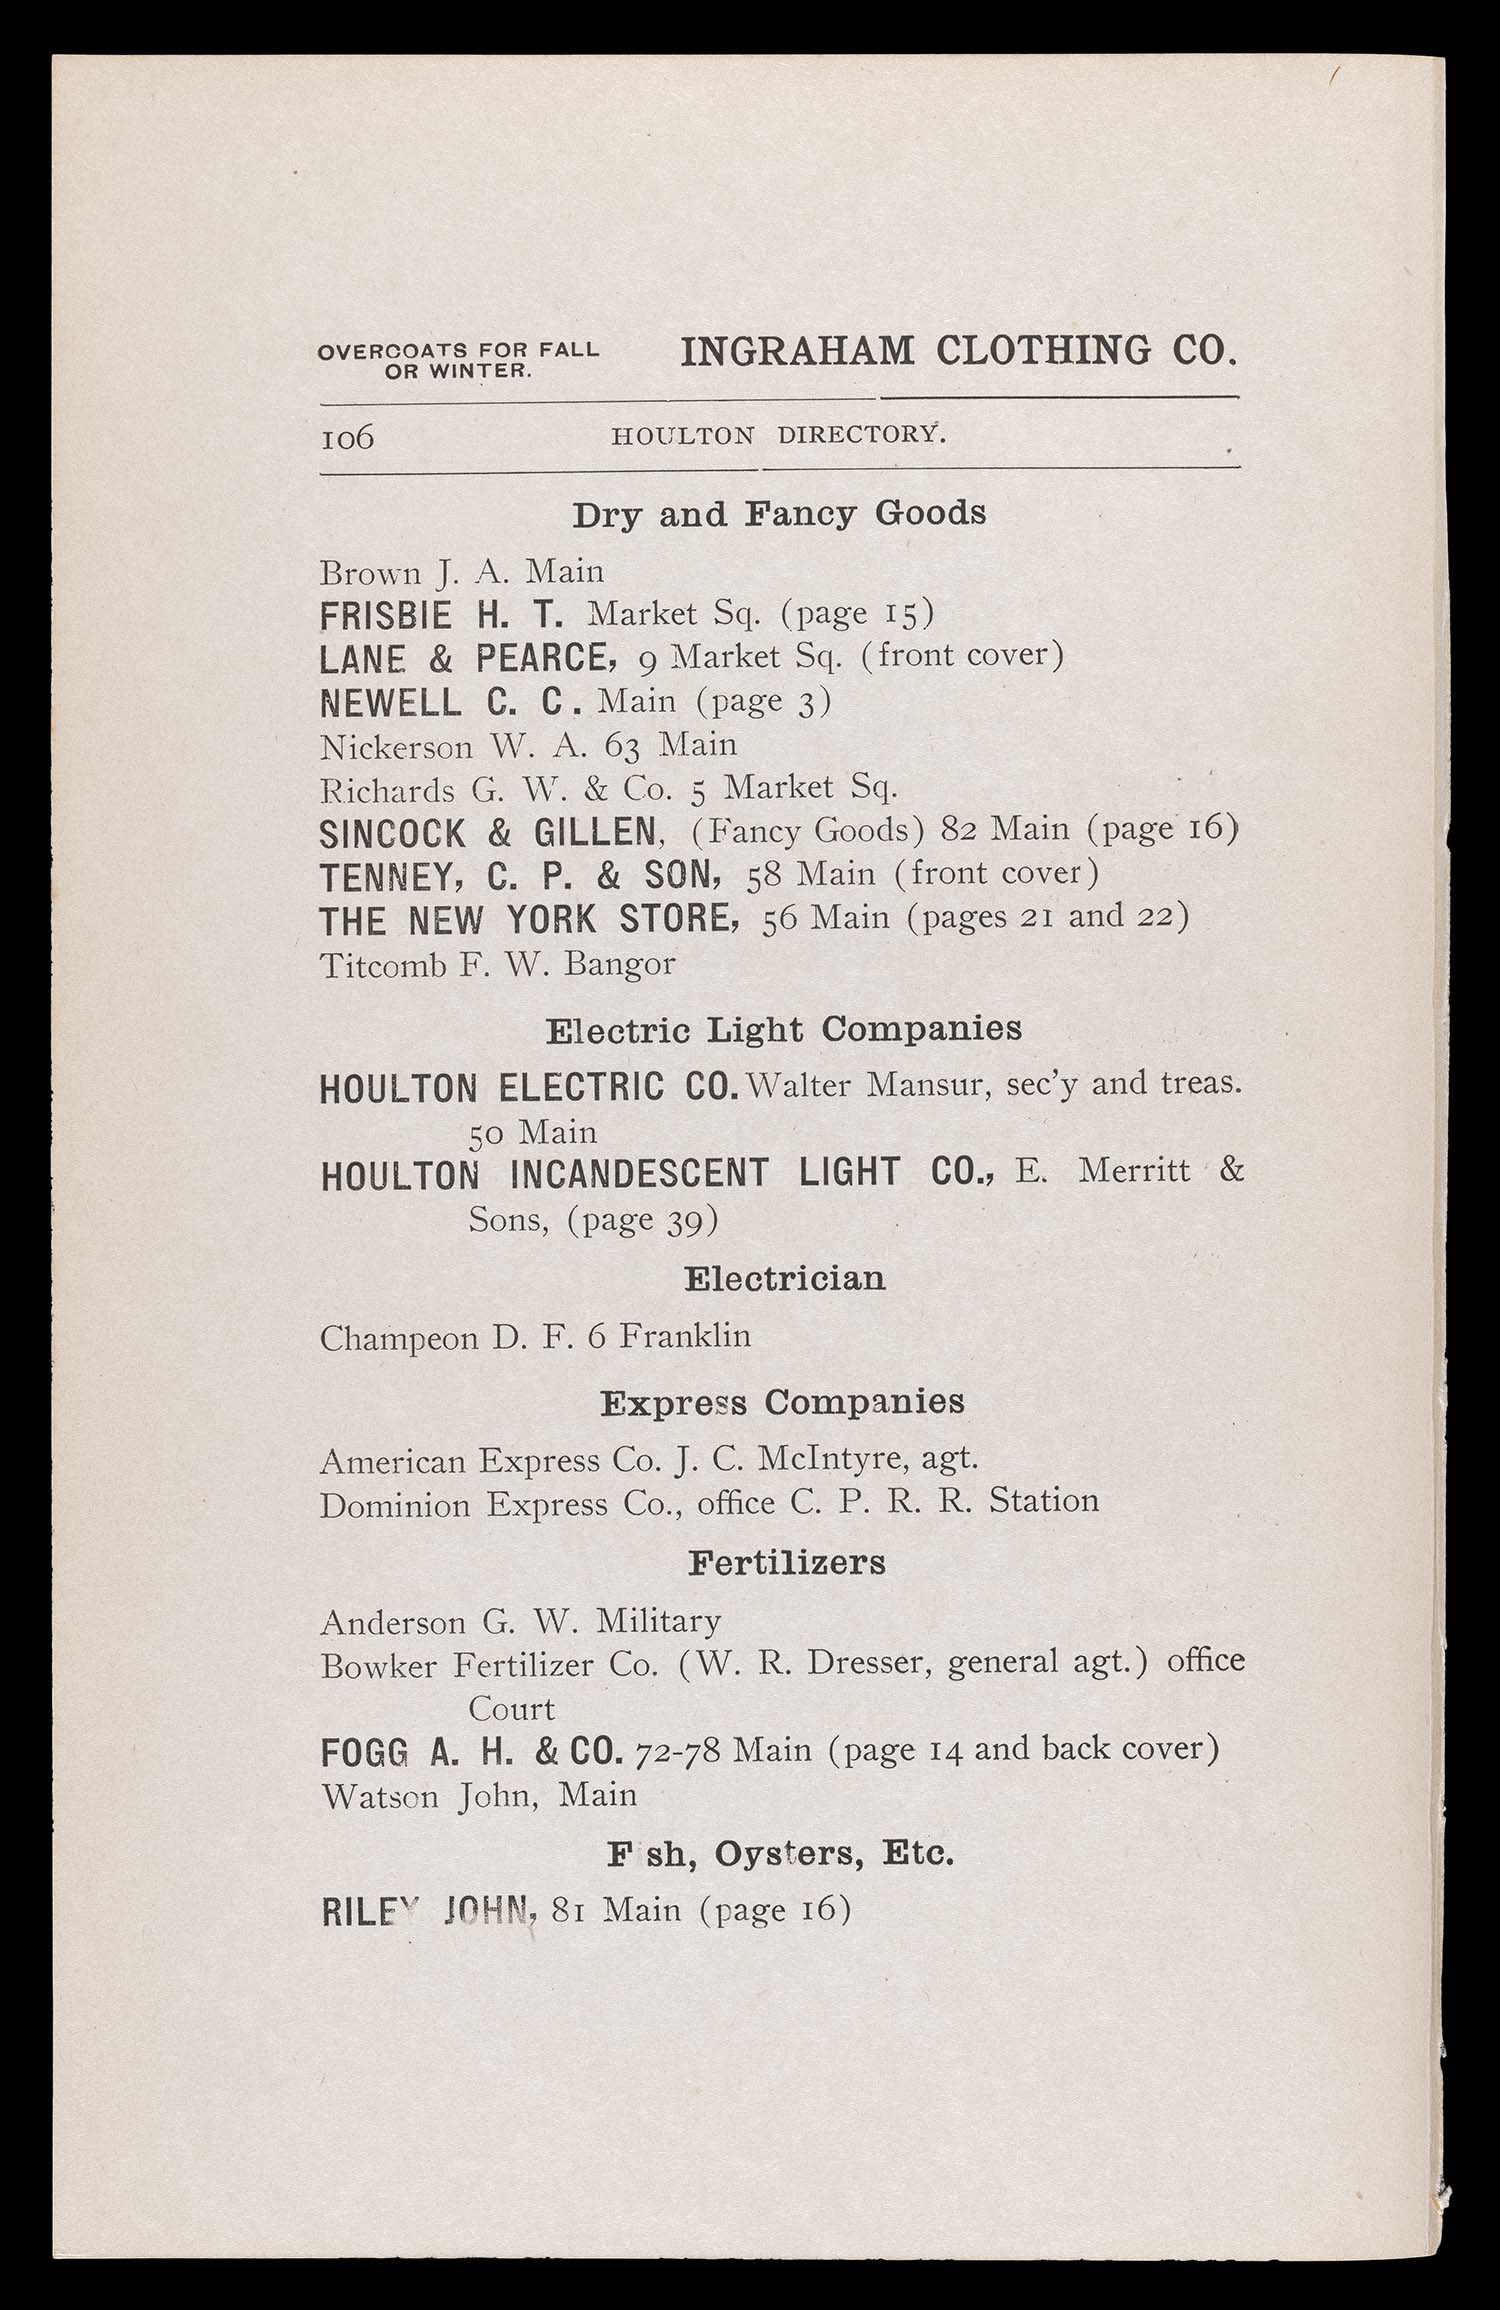 OVERCOATS FOR FALL
OR WINTER.
INGRAHAM CLOTHING CO.
106 HOULTON DIRECTORY.
Dry and Fancy Goods
Brown J. A. Main
FRISBIE H. T. Market Sq. (page 15)
LANE & PEARCE, 9 Market Sq. (front cover)
NEWELL C. C. Main (page 3)
Nickerson W. A. 63 Main
Richards G. W. & Co. 5 Market Sq.
SINCOCK & GILLEN, (Fancy Goods) 82 Main (page 16)
TENNEY, C. P. & SON, 58 Main (front cover)
THE NEW YORK STORE, 56 Main (pages 21 and 22)
Titcomb F. W. Bangor
Electric Light Companies
HOULTON ELECTRIC CO. Walter Mansur, sec'y and treas.
50 Main
HOULTON INCANDESCENT LIGHT CO., E. Merritt &
Sons, (page 39)
Electrician
Champeon D. F. 6 Franklin
Express Companies
American Express Co. J. C. McIntyre, agt.
Dominion Express Co., office C. P. R. R. Station
Fertilizers
Anderson G. W. Military
Bowker Fertilizer Co. (W. R. Dresser, general agt.) office
Court
FOGG A. H. & CO. 72-78 Main (page 14 and back cover)
Watson John, Main
F sh, Oysters, Etc.
RILEY JOHN, 81 Main (page 16)